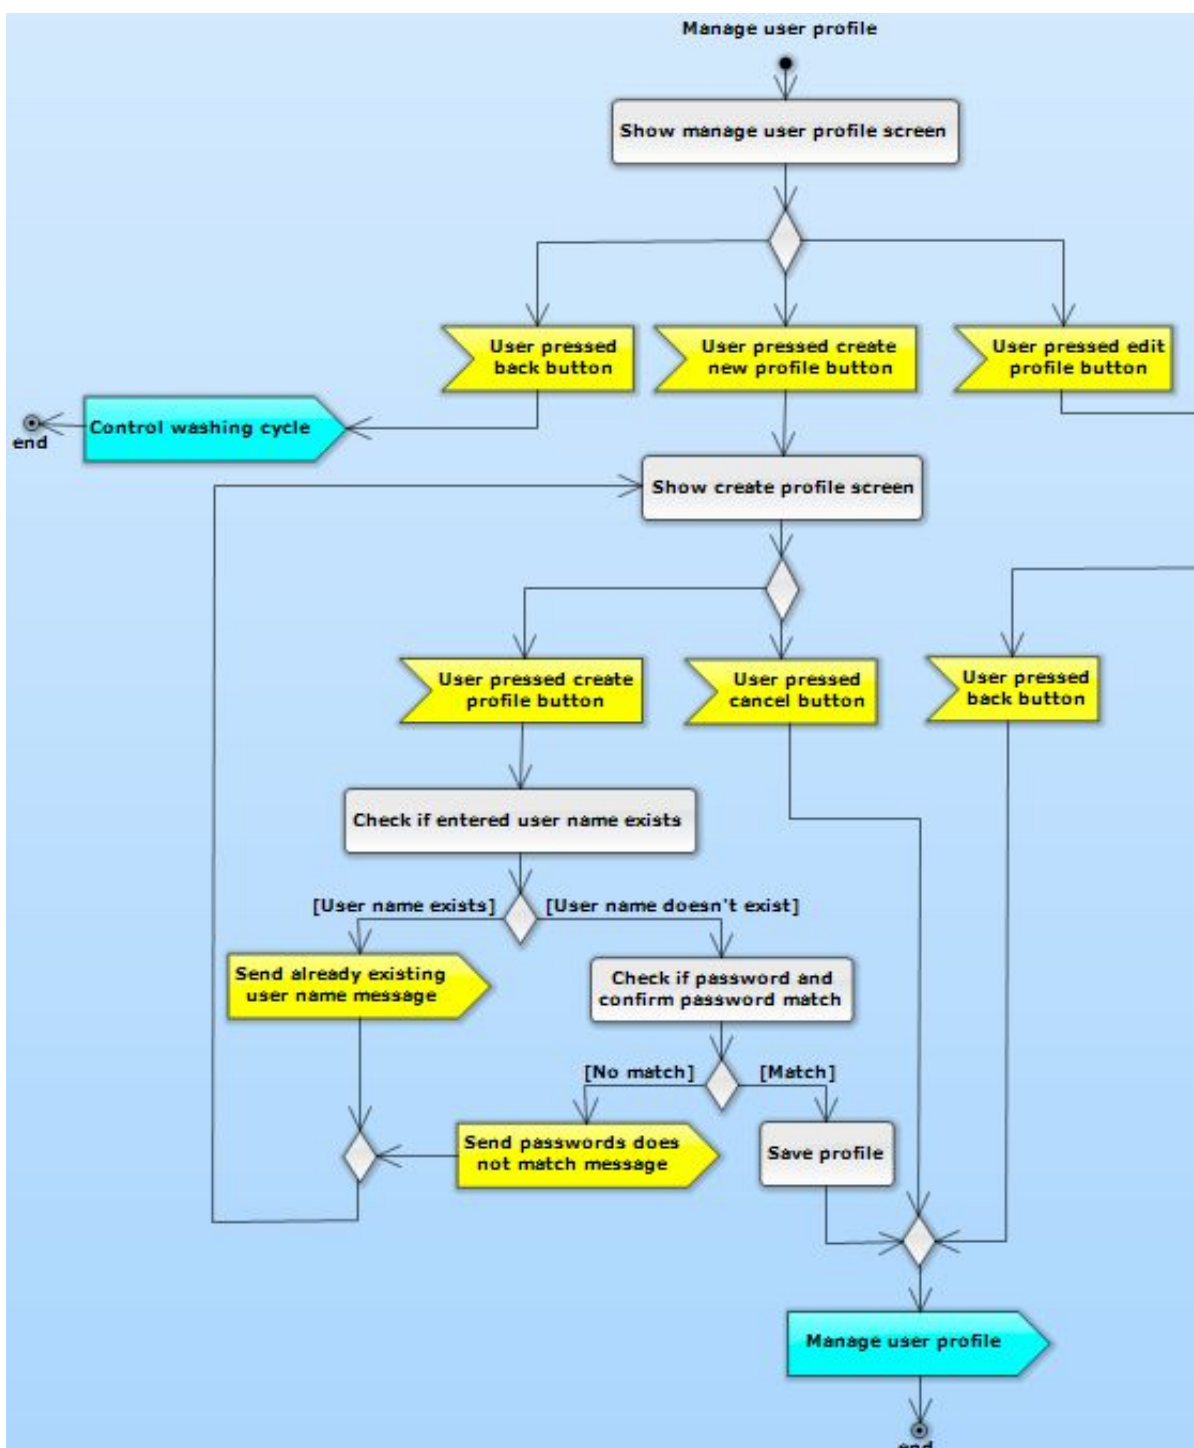 Manage user profile
Show manage user profile screen
User pressed
back button
User pressed create
new profile button
User pressed edit
profile button
Control washing cycle
end
Show create profile screen
User pressed create
profile button
User pressed
cancel button
User pressed
back button
Check if entered user name exists
[User name exists]
[User name doesn't exist]
Send already existing
user name message
Check if password and
confirm password match
[No match]
[Match]
Send passwords does
not match message
Save profile
Manage user profile
end